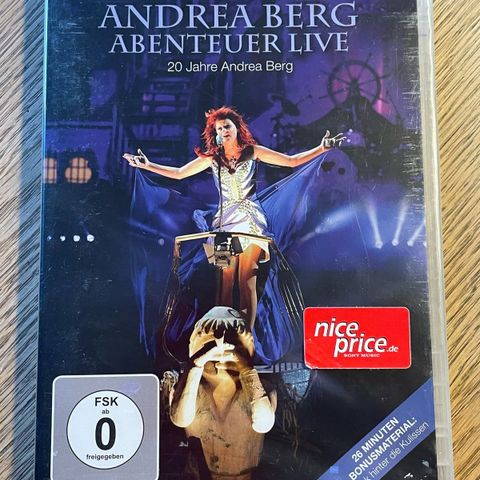 ANDREA BERG
ABENTEUER LIVE
20 Jahre Andrea Berg
nice
price.de
SONY MUSIC
FSK
ab
0
freigegeben
26 MINUTEN
BONUSMATERIAL:
hinter die Kulissen